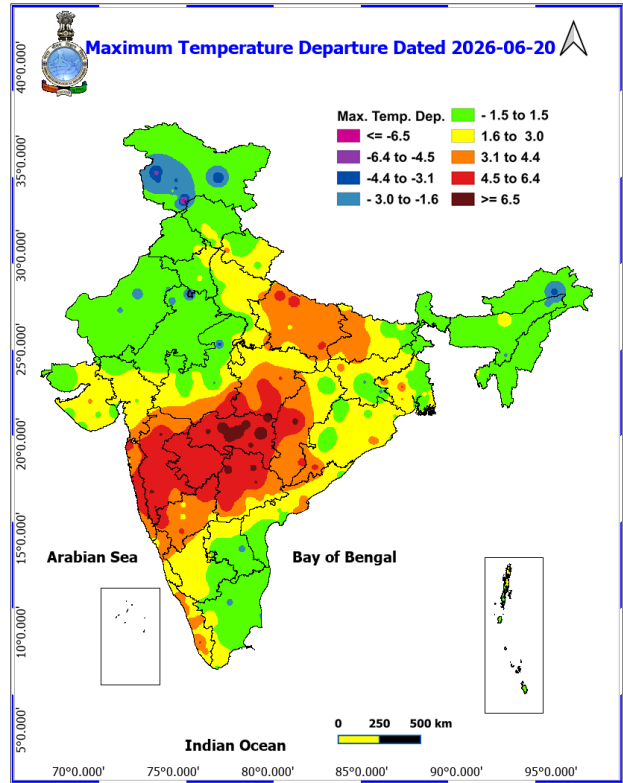 Maximum Temperature Departure Dated 2026-06-20
Max. Temp. Dep.
<= -6.5
-6.4 to -4.5
-4.4 to -3.1
- 3.0 to -1.6
- 1.5 to 1.5
1.6 to 3.0
3.1 to 4.4
4.5 to 6.4
>= 6.5
40°0.000'
35°0.000'
30°0.000'
25°0.000'
20°0.000'
15°0.000'
10°0.000'
5°0.000'
Arabian Sea
Bay of Bengal
Indian Ocean
0 250 500 km
70°0.000' 75°0.000' 80°0.000' 85°0.000' 90°0.000' 95°0.000'